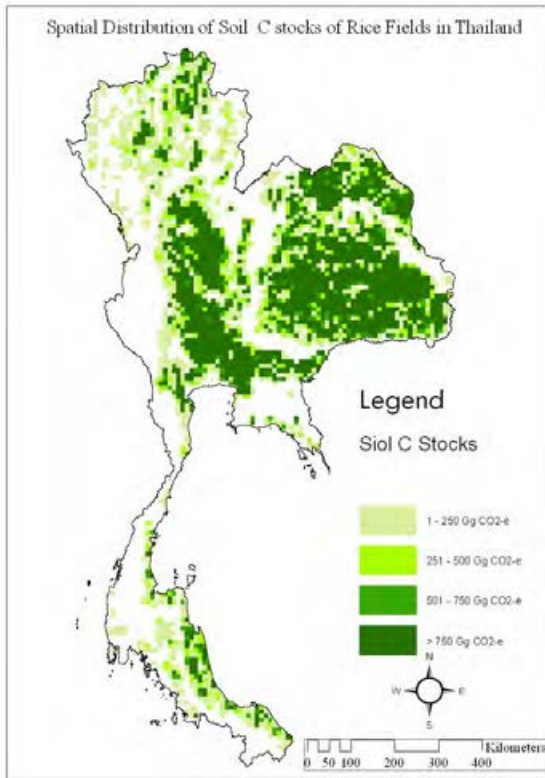 Spatial Distribution of Soil C stocks of Rice Fields in Thailand
Legend
Siol C Stocks
1 - 250 Gg CO2-e
251 - 500 Gg CO2-e
501 - 750 Gg CO2-e
> 750 Gg CO2-e
N
W E
S
Kilometers
0 50 100 200 300 400